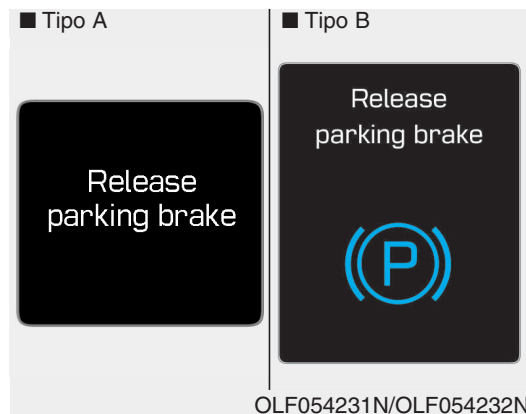 ■ Tipo A
Release
parking brake
■ Tipo B
Release
parking brake
P
OLF054231N/OLF054232N